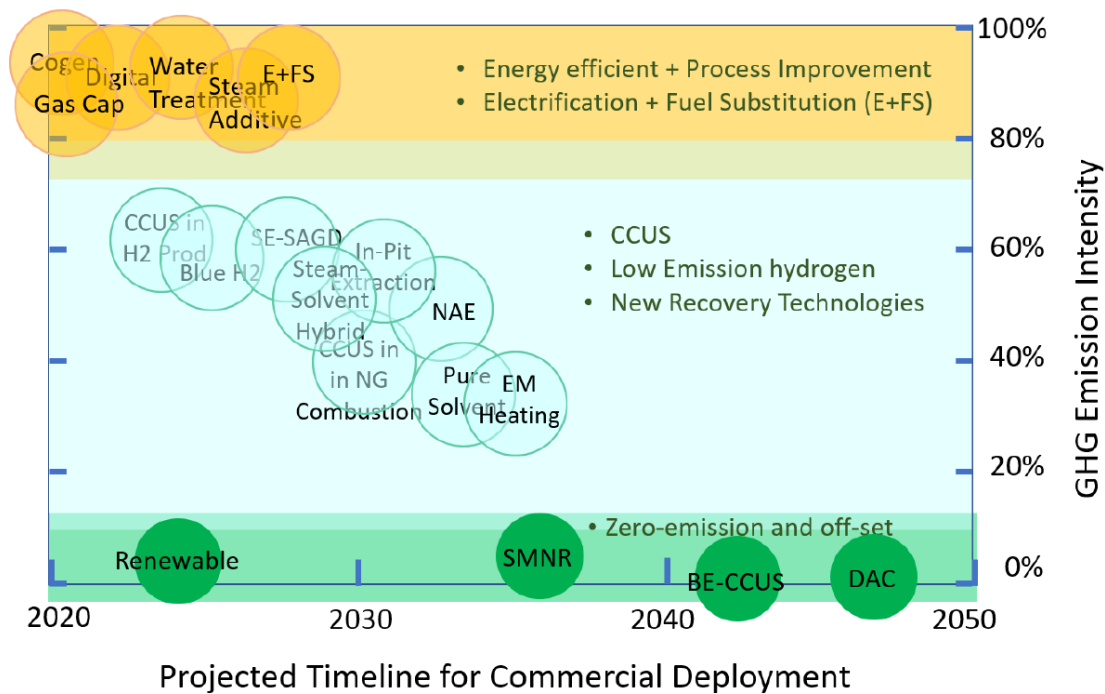 100%
Cogen
Digital
Gas Cap
Water
Treatment
Steam
Additive
E+FS
• Energy efficient + Process Improvement
• Electrification + Fuel Substitution (E+FS)
80%
CCUS in
H2 Prod
Blue H2
SE-SAGD
Steam-
Solvent
Hybrid
In-Pit
Extraction
NAE
• CCUS
• Low Emission hydrogen
• New Recovery Technologies
60%
CCUS in
in NG
Combustion
Pure
Solvent
EM
Heating
40%
20%
GHG Emission Intensity
• Zero-emission and off-set
Renewable
SMNR
BE-CCUS
DAC
0%
2020
2030
2040
2050
Projected Timeline for Commercial Deployment